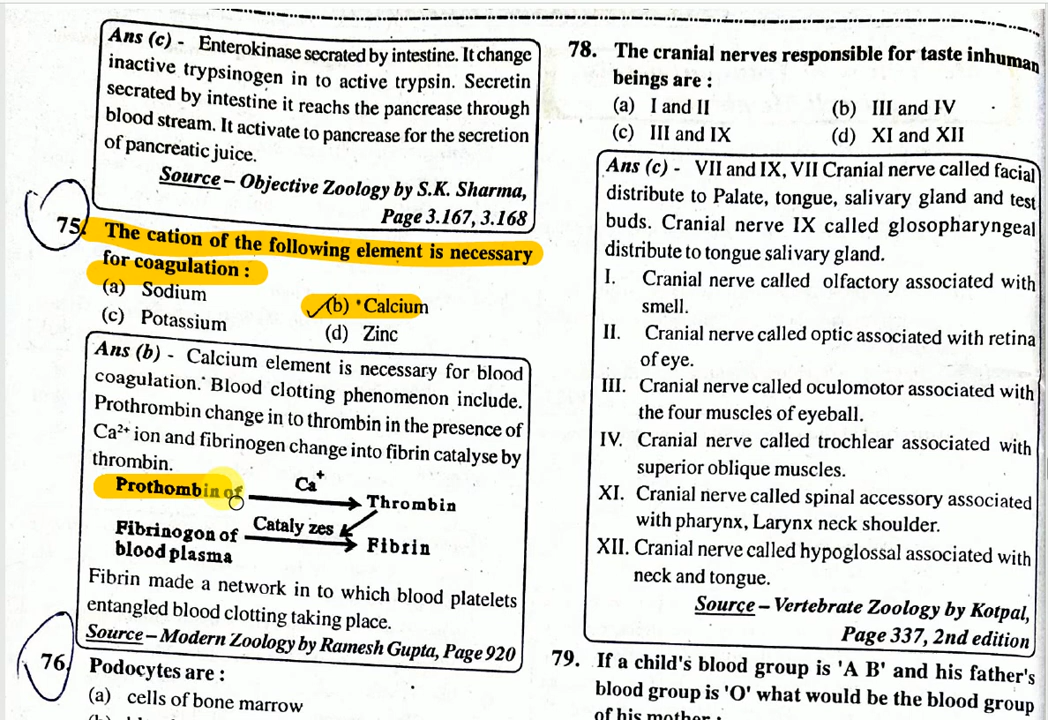 Ans (c) - Enterokinase secrated by intestine. It change
inactive trypsinogen in to active trypsin. Secretin
secrated by intestine it reachs the pancrease through
blood stream. It activate to pancrease for the secretion
of pancreatic juice.
Source – Objective Zoology by S.K. Sharma,
Page 3.167, 3.168
75. The cation of the following element is necessary
for coagulation :
(a) Sodium
(b) Calcium
(c) Potassium
(d) Zinc
Ans (b) - Calcium element is necessary for blood
coagulation. Blood clotting phenomenon include.
Prothrombin change in to thrombin in the presence of
Ca2+ ion and fibrinogen change into fibrin catalyse by
thrombin.
Prothombin of
Ca+
Thrombin
Fibrinogon of
blood plasma
Cataly zes
Fibrin
Fibrin made a network in to which blood platelets
entangled blood clotting taking place.
Source – Modern Zoology by Ramesh Gupta, Page 920
76. Podocytes are :
(a) cells of bone marrow
78. The cranial nerves responsible for taste inhuman
beings are :
(a) I and II
(b) III and IV
(c) III and IX
(d) XI and XII
Ans (c) - VII and IX, VII Cranial nerve called facial
distribute to Palate, tongue, salivary gland and test
buds. Cranial nerve IX called glosopharyngeal
distribute to tongue salivary gland.
I. Cranial nerve called olfactory associated with
smell.
II. Cranial nerve called optic associated with retina
of eye.
III. Cranial nerve called oculomotor associated with
the four muscles of eyeball.
IV. Cranial nerve called trochlear associated with
superior oblique muscles.
XI. Cranial nerve called spinal accessory associated
with pharynx, Larynx neck shoulder.
XII. Cranial nerve called hypoglossal associated with
neck and tongue.
Source – Vertebrate Zoology by Kotpal,
Page 337, 2nd edition
79. If a child's blood group is 'A B' and his father's
blood group is 'O' what would be the blood group
of his mother :